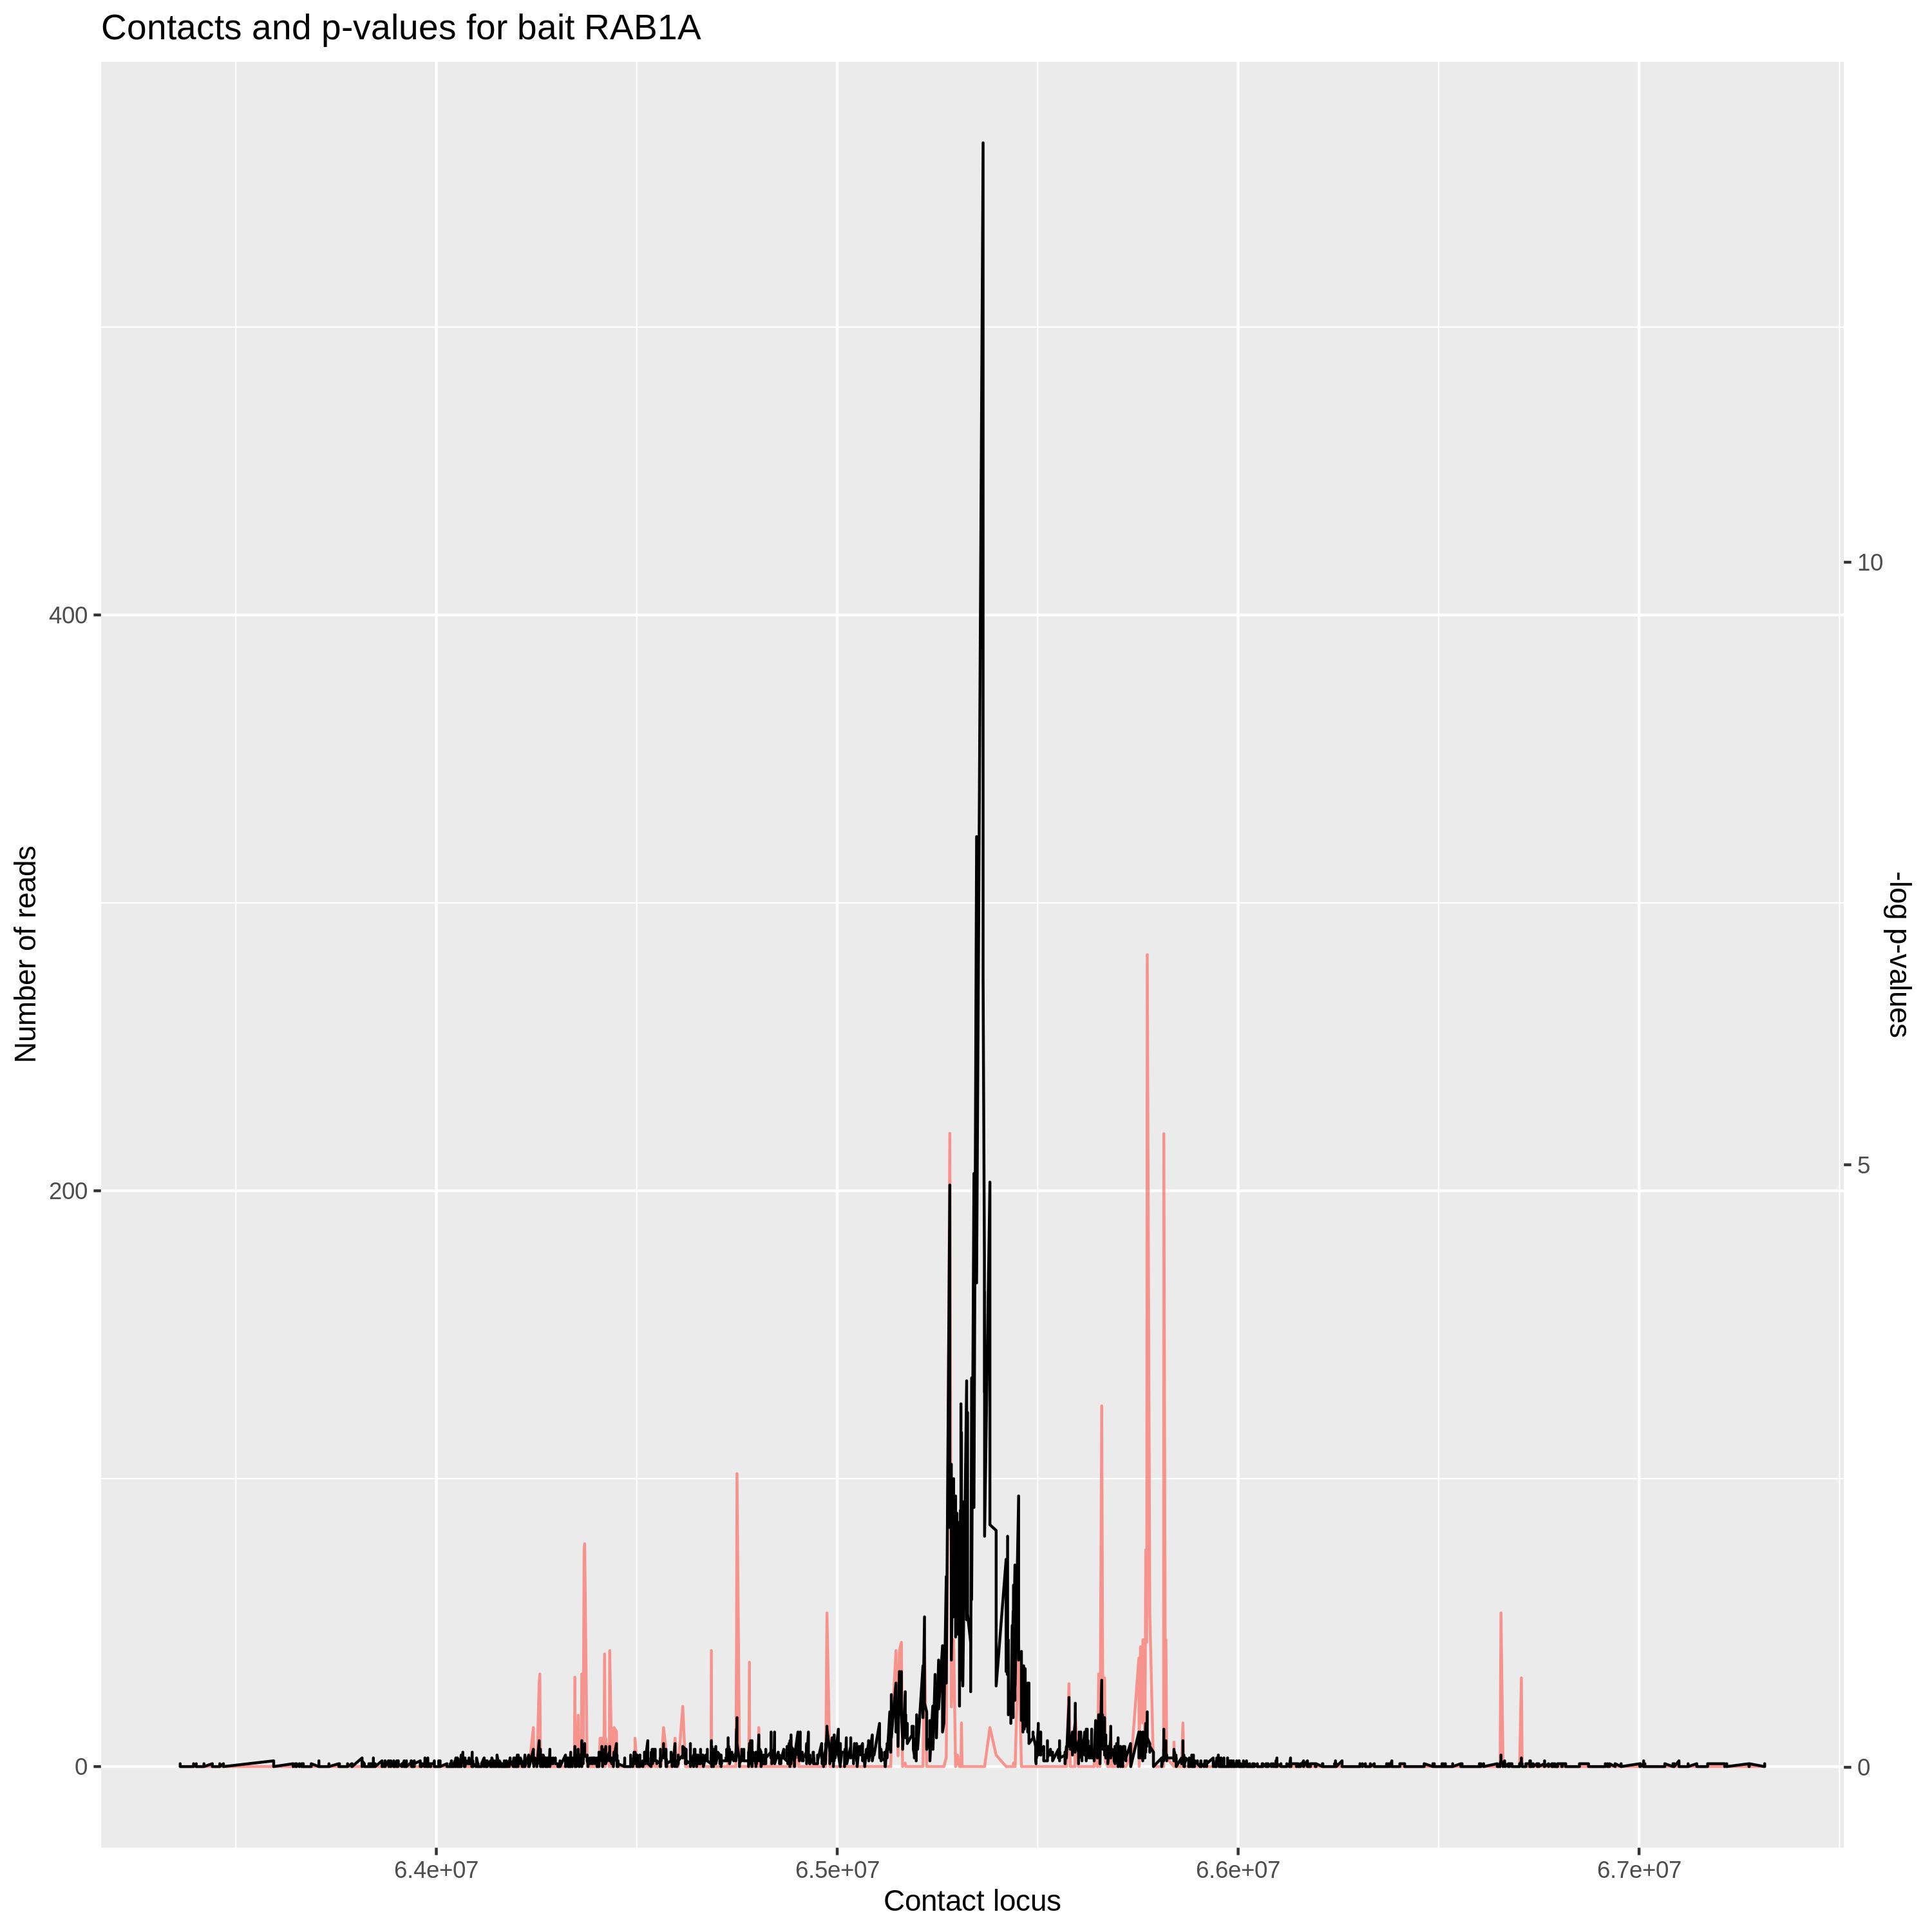 Contacts and p-values for bait RAB1A
Number of reads
400
200
0
10
5
0
-log p-values
6.4e+07
6.5e+07
6.6e+07
6.7e+07
Contact locus